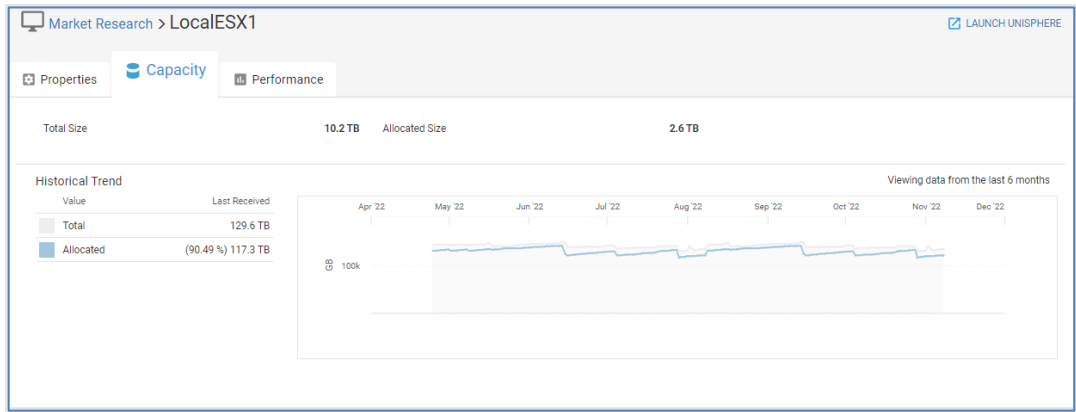 Market Research > LocalESX1
LAUNCH UNISPHERE
Properties
Capacity
Performance
Total Size 10.2 TB Allocated Size 2.6 TB
Historical Trend
Viewing data from the last 6 months
Value Last Received
Total 129.6 TB
Allocated (90.49 %) 117.3 TB
Apr '22 May '22 Jun '22 Jul '22 Aug '22 Sep '22 Oct '22 Nov '22 Dec '22
GB 100k